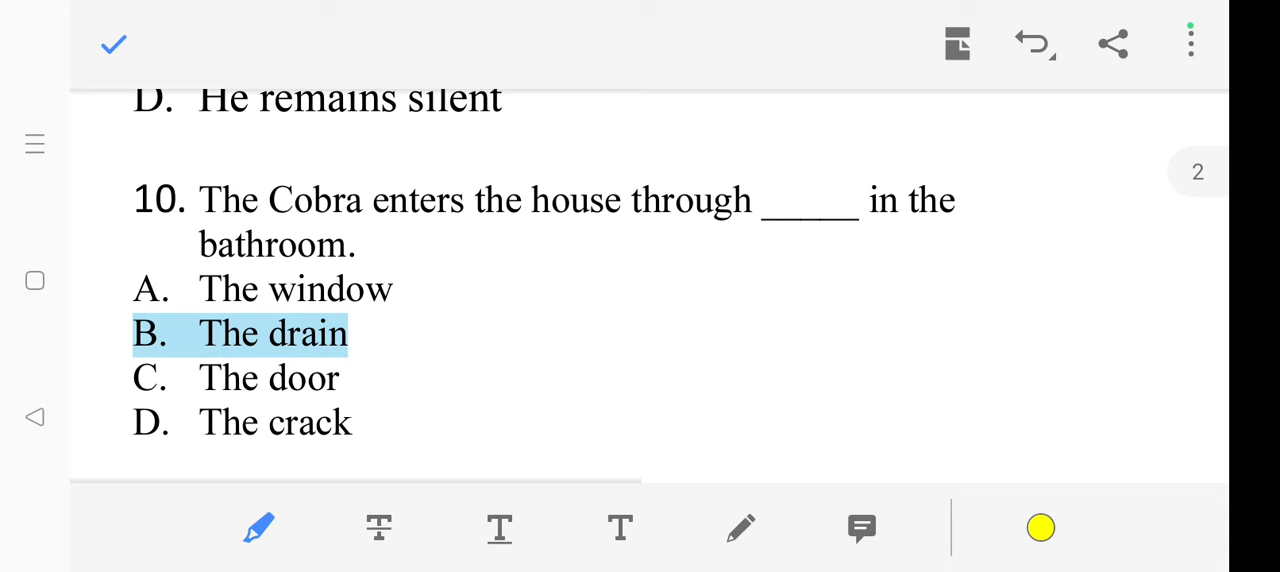 D. He remains silent
2
10. The Cobra enters the house through _____ in the
bathroom.
A. The window
B. The drain
C. The door
D. The crack